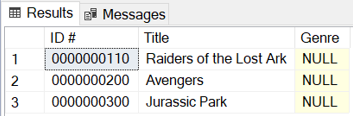 Results Messages
ID # Title Genre
1 0000000110 Raiders of the Lost Ark NULL
2 0000000200 Avengers NULL
3 0000000300 Jurassic Park NULL